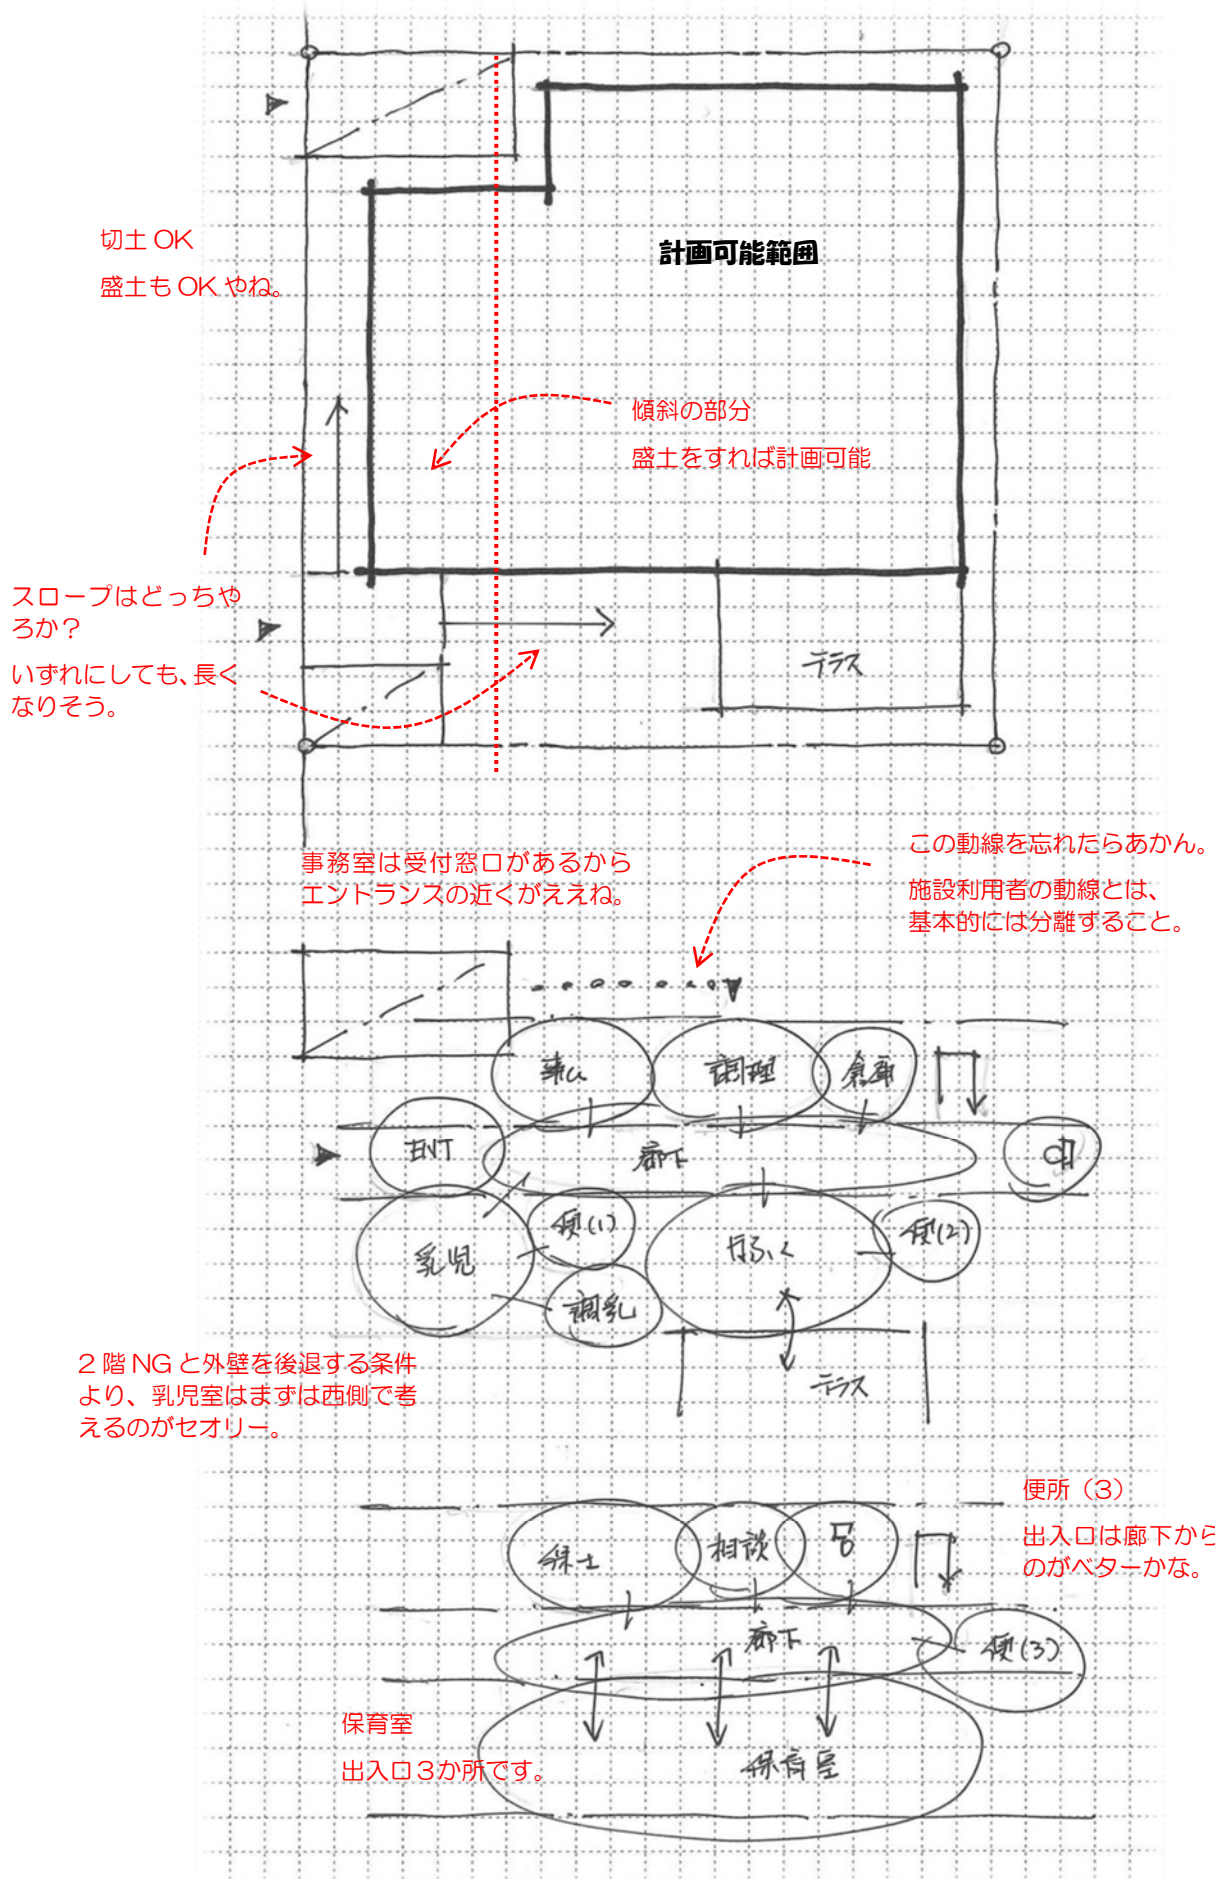 切土 OK
盛土も OK やね。
計画可能範囲
傾斜の部分
盛土をすれば計画可能
スロープはどっちや
ろか？
いずれにしても、長く
なりそう。
テラス
事務室は受付窓口があるから
エントランスの近くがええね。
この動線を忘れたらあかん。
施設利用者の動線とは、
基本的には分離すること。
調理
倉庫
ENT
廊下
乳児
便(1)
便(2)
調乳
テラス
2 階 NG と外壁を後退する条件
より、乳児室はまずは西側で考
えるのがセオリー。
便所（3）
出入口は廊下から
のがベターかな。
保士
相談
廊下
便(3)
保育室
出入口3か所です。
保育室